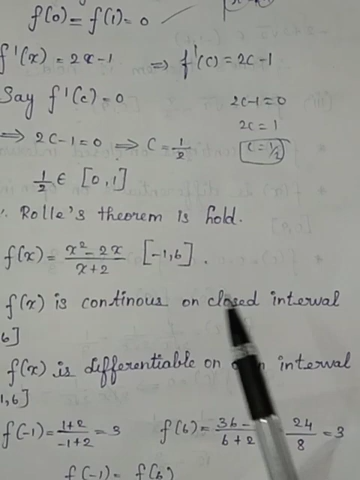 f(0) = f(1) = 0
f'(x) = 2x-1 ⇒ f'(c) = 2c-1
Say f'(c) = 0
2c-1 = 0
⇒ 2c-1 = 0 ⇒ c = 1/2
2c = 1
c = 1/2
1/2 ∈ [0,1]
∴ Rolle's theorem is hold.
f(x) = x²-2x / x+2 [-1,6].
f(x) is continous on closed interval
6]
f(x) is differentiable on interval
1,6]
f(-1) = 1+2 / -1+2 = 3 f(6) = 36- / 6+2 24 / 8 = 3
f(-1) = f(6)